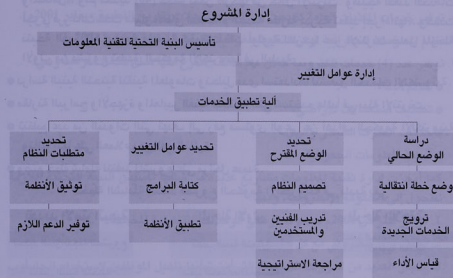 إدارة المشروع
تأسيس البنية التحتية لتقنية المعلومات
إدارة عوامل التغيير
آلية تطبيق الخدمات
دراسة
الوضع الحالي
تحديد
الوضع المقترح
تحديد عوامل التغيير
تحديد
متطلبات النظام
وضع خطة انتقالية
تصميم النظام
كتابة البرامج
توثيق الأنظمة
ترويج
الخدمات الجديدة
تدريب الفنيين
والمستخدمين
تطبيق الأنظمة
توفير الدعم اللازم
قياس الأداء
مراجعة الاستراتيجية